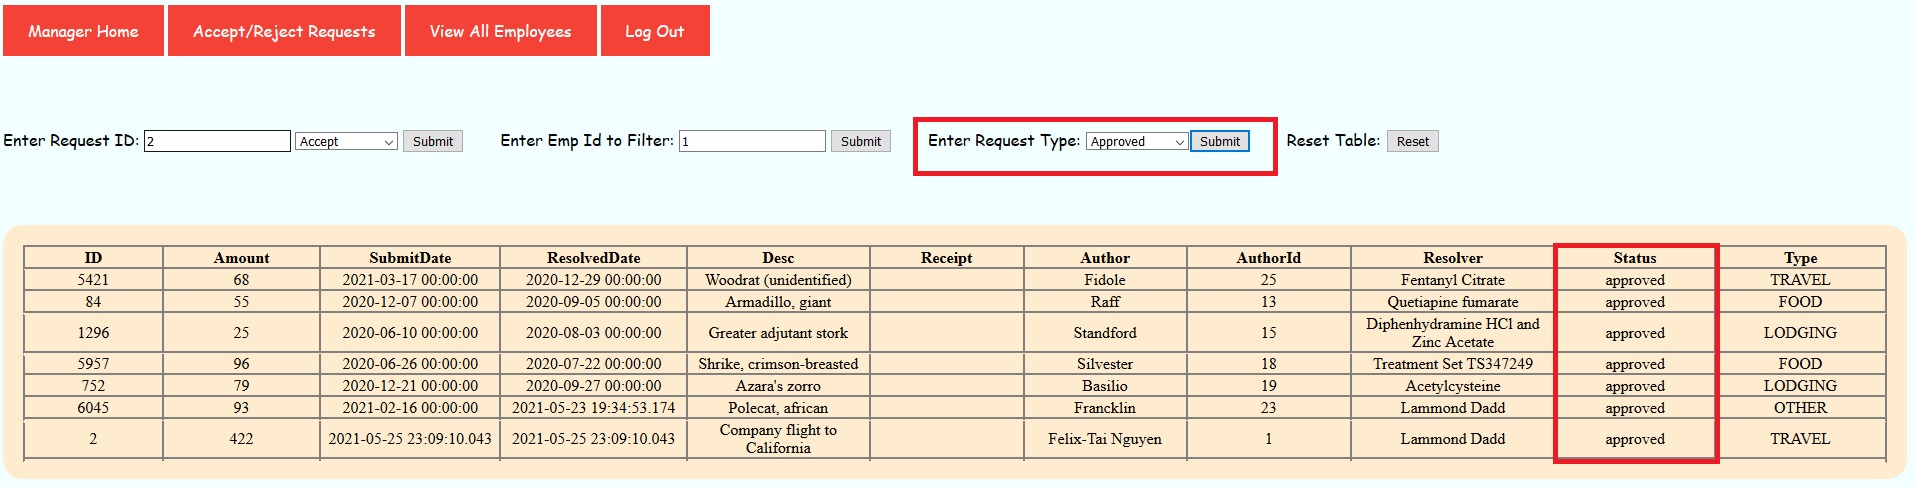 Manager Home Accept/Reject Requests View All Employees Log Out
Enter Request ID: 2 Accept Submit Enter Emp Id to Filter: 1 Submit Enter Request Type: Approved Submit Reset Table: Reset
ID Amount SubmitDate ResolvedDate Desc Receipt Author AuthorId Resolver Status Type
5421 68 2021-03-17 00:00:00 2020-12-29 00:00:00 Woodrat (unidentified) Fidole 25 Fentanyl Citrate approved TRAVEL
84 55 2020-12-07 00:00:00 2020-09-05 00:00:00 Armadillo, giant Raff 13 Quetiapine fumarate approved FOOD
1296 25 2020-06-10 00:00:00 2020-08-03 00:00:00 Greater adjutant stork Standford 15 Diphenhydramine HCl and
Zinc Acetate approved LODGING
5957 96 2020-06-26 00:00:00 2020-07-22 00:00:00 Shrike, crimson-breasted Silvester 18 Treatment Set TS347249 approved FOOD
752 79 2020-12-21 00:00:00 2020-09-27 00:00:00 Azara's zorro Basilio 19 Acetylcysteine approved LODGING
6045 93 2021-02-16 00:00:00 2021-05-23 19:34:53.174 Polecat, african Francklin 23 Lammond Dadd approved OTHER
2 422 2021-05-25 23:09:10.043 2021-05-25 23:09:10.043 Company flight to
California Felix-Tai Nguyen 1 Lammond Dadd approved TRAVEL